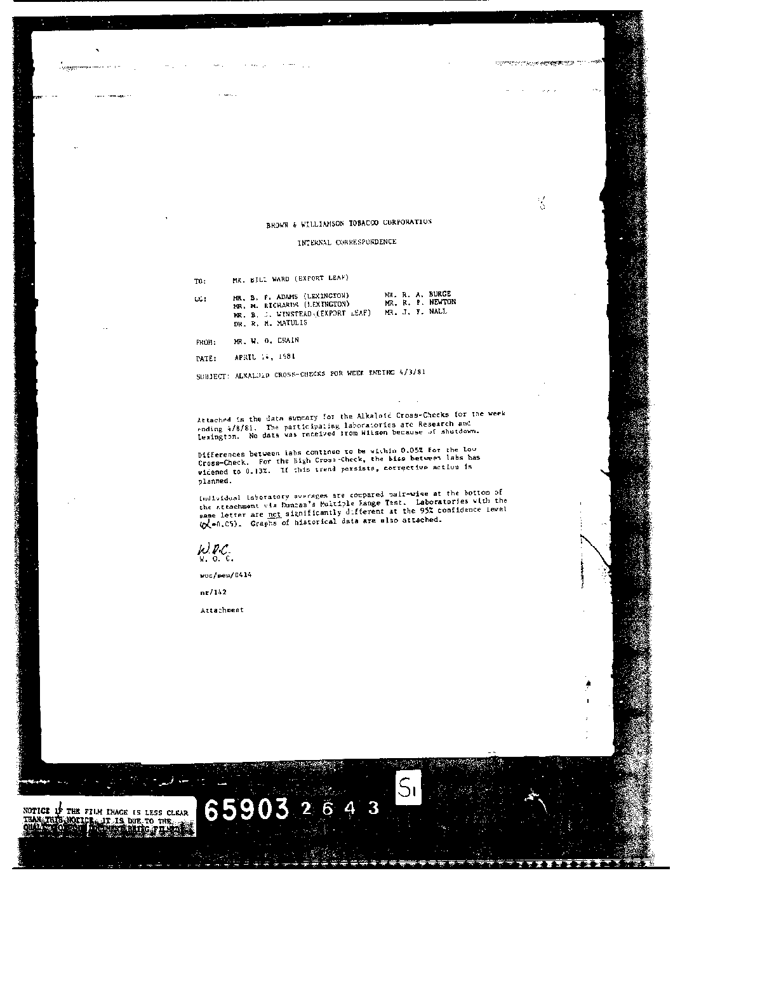 BROWN & WILLIAMSON TOBACCO CORPORATION
INTERNAL CORRESPONDENCE
TO: MR. BILL WARD (EXPORT LEAF)
CC: MR. B. F. ADAMS (LEXINGTON) MR. R. A. BURGE
MR. M. RICHARDS (LEXINGTON) MR. R. F. NEWTON
MR. B. J. WINSTEAD (EXPORT LEAF) MR. J. F. NALL
DR. R. M. MATULIS
FROM: MR. W. O. CRAIN
DATE: APRIL 14, 1981
SUBJECT: ALKALOID CROSS-CHECKS FOR WEEK ENDING 4/3/81
Attached is the data summary for the Alkaloid Cross-Checks for the week
ending 4/8/81. The participating laboratories are Research and
Lexington. No data was received from Wilson because of shutdown.
Differences between labs continue to be within 0.05% for the Low
Cross-Check. For the High Cross-Check, the bias between labs has
widened to 0.13%. If this trend persists, corrective action is
planned.
Individual laboratory averages are compared pair-wise at the bottom of
the attachment via Duncan's Multiple Range Test. Laboratories with the
same letter are not significantly different at the 95% confidence level
(α=0.05). Graphs of historical data are also attached.
W.O.C.
W. O. C.
woc/mew/0414
nr/142
Attachment
S1
65903 2643
NOTICE IF THE FILM IMAGE IS LESS CLEAR
THAN THIS NOTICE, IT IS DUE TO THE
QUALITY OF THE DOCUMENT BEING FILMED